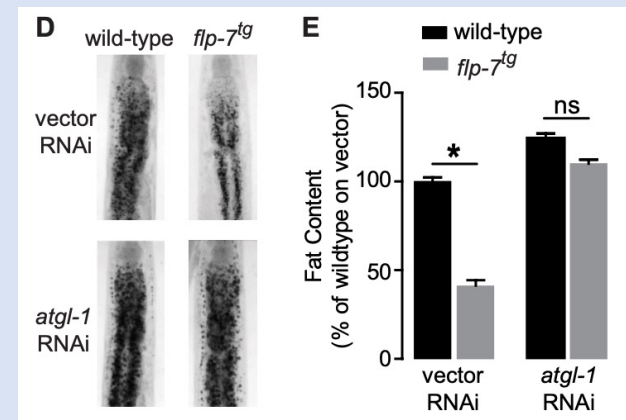 D
wild-type flp-7tg
vector
RNAi
atgl-1
RNAi
E
wild-type
flp-7tg
Fat Content
(% of wildtype on vector)
150
100
50
0
*
ns
vector
RNAi
atgl-1
RNAi